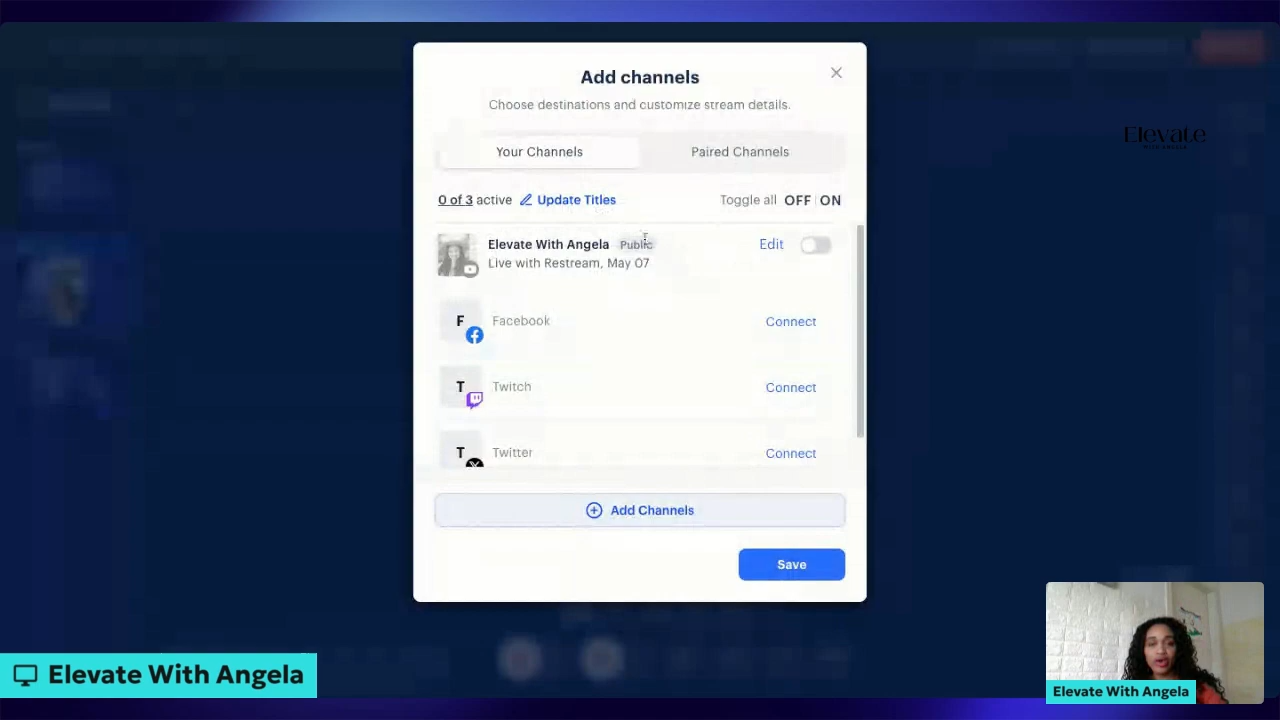 Add channels
Choose destinations and customize stream details.
Your Channels
Paired Channels
0 of 3 active
Update Titles
Toggle all OFF ON
Elevate With Angela Public
Edit
Live with Restream, May 07
F
Facebook
Connect
T
Twitch
Connect
T
Twitter
Connect
Add Channels
Save
Elevate
WITH ANGELA
Elevate With Angela
Elevate With Angela